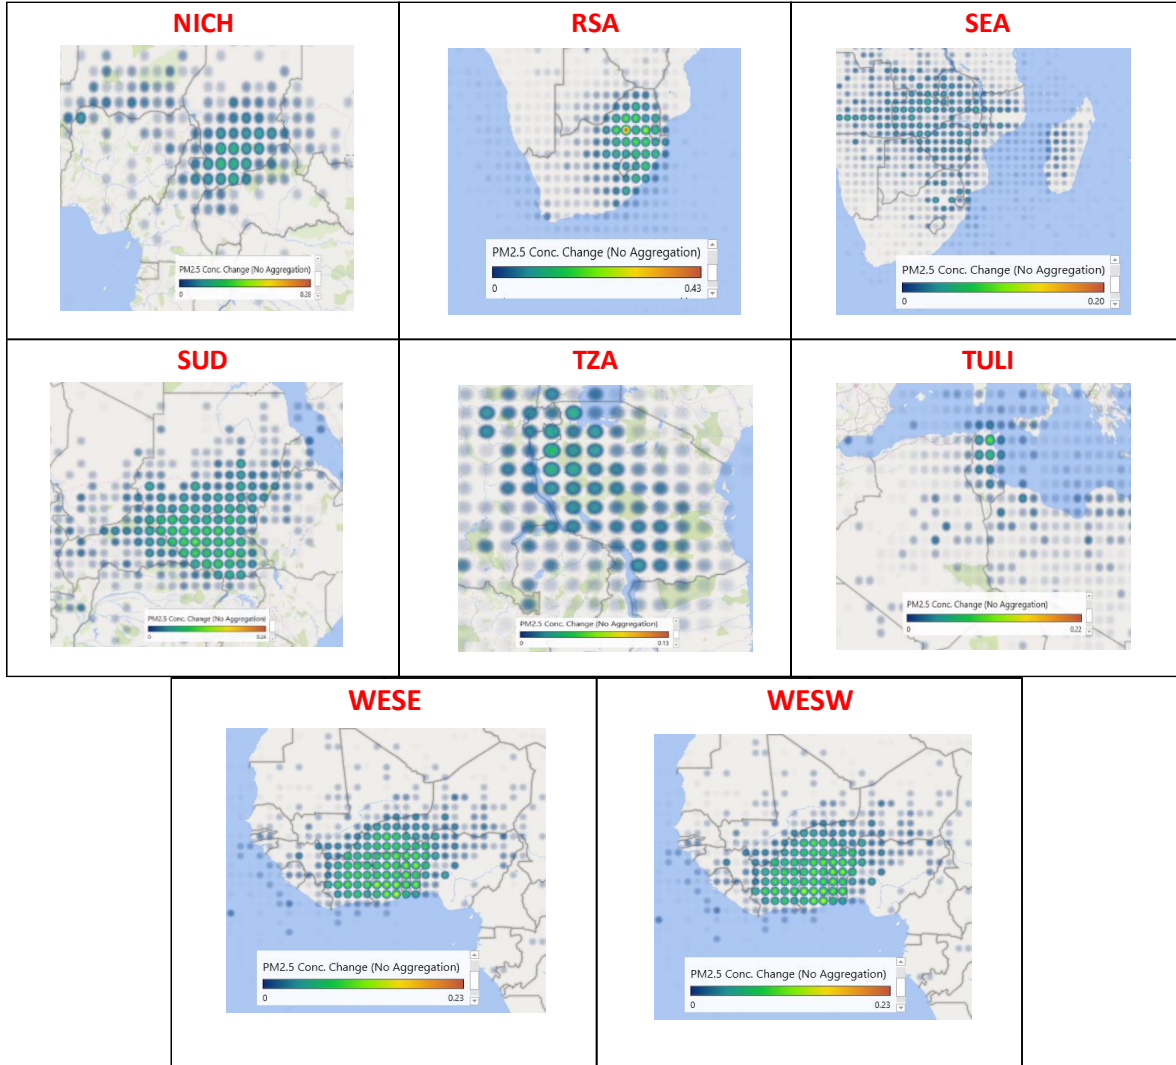 NICH
PM2.5 Conc. Change (No Aggregation)
0 0.28
RSA
PM2.5 Conc. Change (No Aggregation)
0 0.43
SEA
PM2.5 Conc. Change (No Aggregation)
0 0.20
SUD
PM2.5 Conc. Change (No Aggregation)
0 0.24
TZA
PM2.5 Conc. Change (No Aggregation)
0 0.13
TULI
PM2.5 Conc. Change (No Aggregation)
0 0.22
WESE
PM2.5 Conc. Change (No Aggregation)
0 0.23
WESW
PM2.5 Conc. Change (No Aggregation)
0 0.23